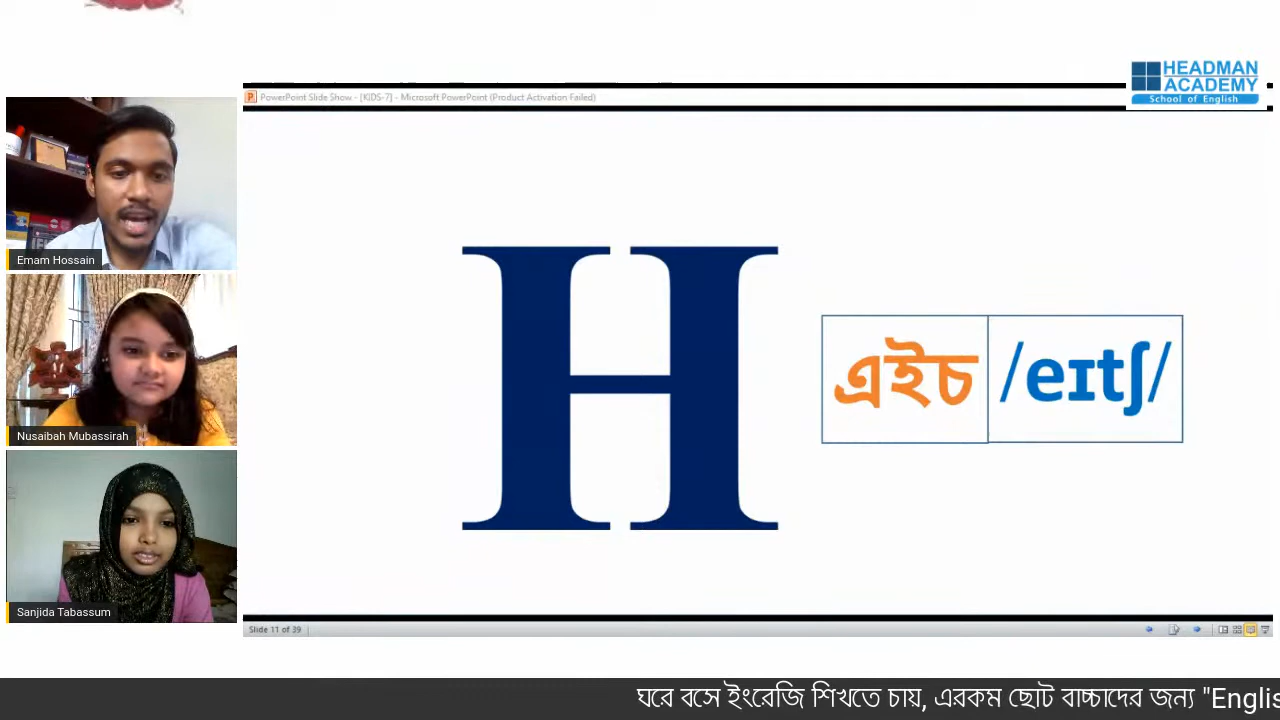 HEADMAN
ACADEMY
School of English
PowerPoint Slide Show - [KIDS-7] - Microsoft PowerPoint (Product Activation Failed)
Emam Hossain
H
এইচ /eɪtʃ/
Nusaibah Mubassirah
Sanjida Tabassum
Slide 11 of 39
ঘরে বসে ইংরেজি শিখতে চায়, এরকম ছোট বাচ্চাদের জন্য "Englis